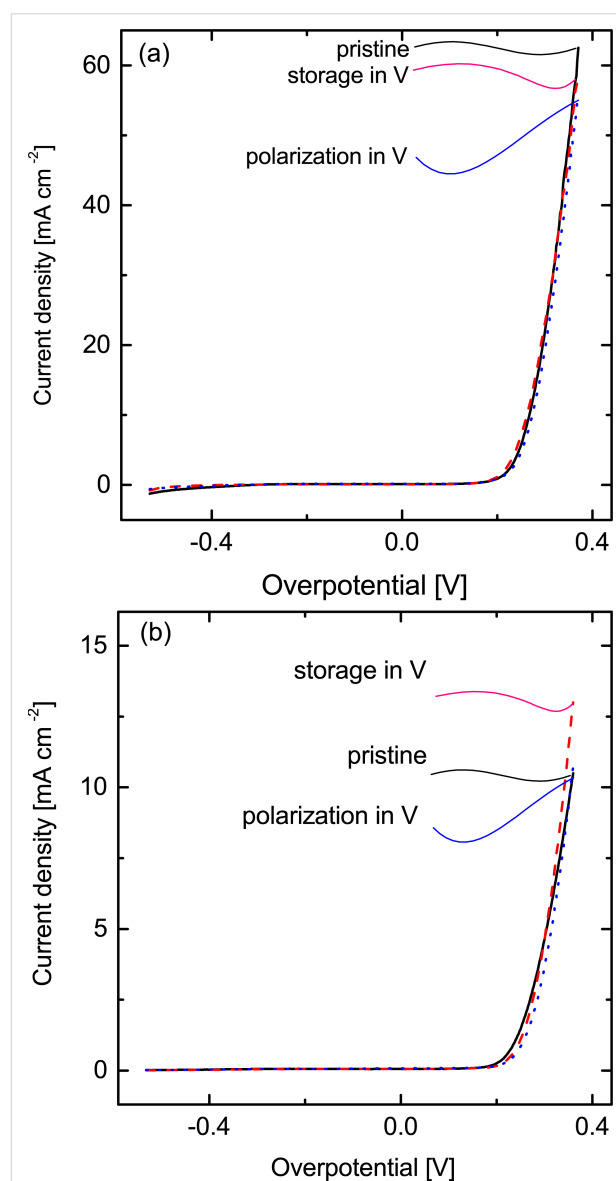 (a)
pristine
storage in V
polarization in V
60
40
20
0
Current density [mA cm⁻²]
-0.4 0.0 0.4
Overpotential [V]
(b)
storage in V
pristine
polarization in V
15
10
5
0
Current density [mA cm⁻²]
-0.4 0.0 0.4
Overpotential [V]